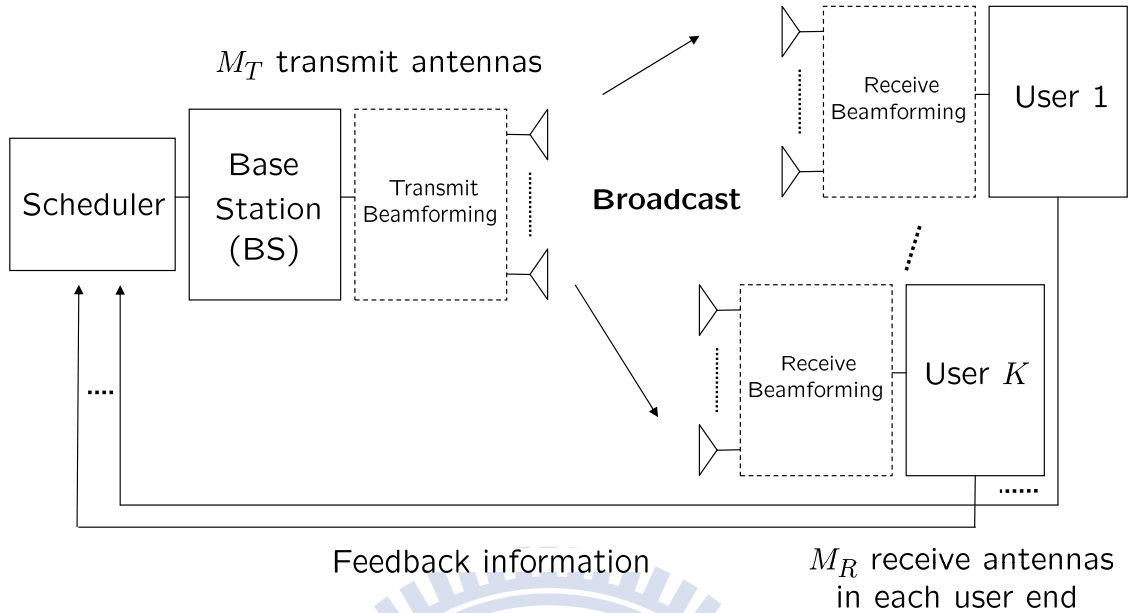 M_T transmit antennas
Scheduler
Base
Station
(BS)
Transmit
Beamforming
Broadcast
Receive
Beamforming
User 1
Receive
Beamforming
User K
Feedback information
M_R receive antennas
in each user end